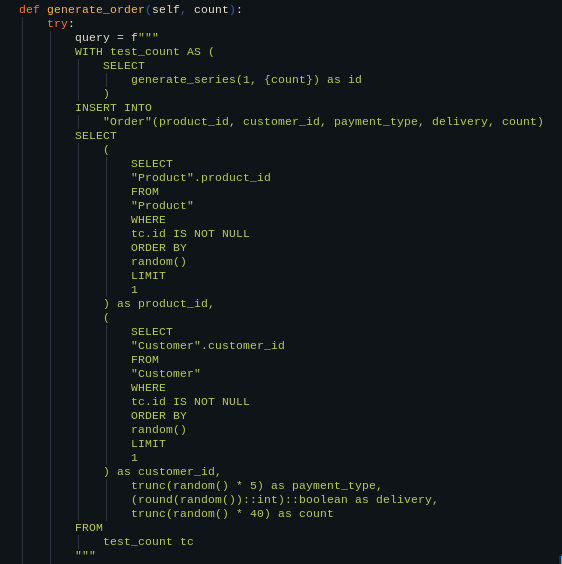 def generate_order(self, count):
try:
query = f"""
WITH test_count AS (
SELECT
generate_series(1, {count}) as id
)
INSERT INTO
"Order"(product_id, customer_id, payment_type, delivery, count)
SELECT
(
SELECT
"Product".product_id
FROM
"Product"
WHERE
tc.id IS NOT NULL
ORDER BY
random()
LIMIT
1
) as product_id,
(
SELECT
"Customer".customer_id
FROM
"Customer"
WHERE
tc.id IS NOT NULL
ORDER BY
random()
LIMIT
1
) as customer_id,
trunc(random() * 5) as payment_type,
(round(random())::int)::boolean as delivery,
trunc(random() * 40) as count
FROM
test_count tc
"""